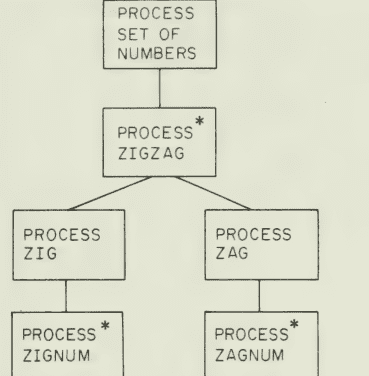 PROCESS
SET OF
NUMBERS
PROCESS*
ZIGZAG
PROCESS
ZIG
PROCESS
ZAG
PROCESS*
ZIGNUM
PROCESS*
ZAGNUM